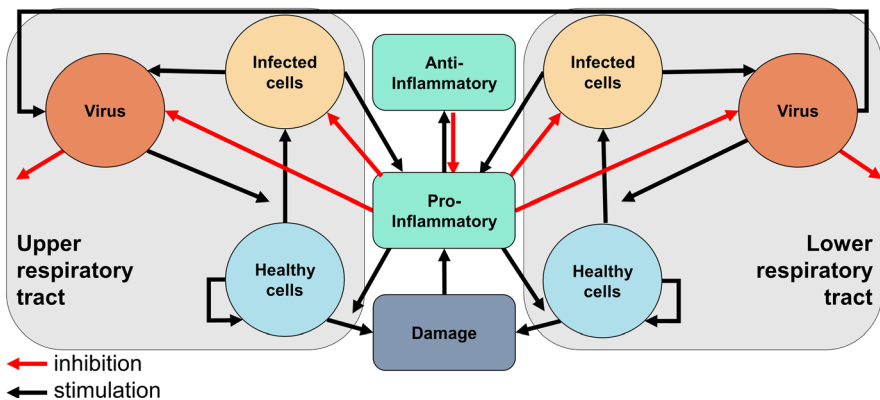 Infected
cells
Virus
Anti-
Inflammatory
Infected
cells
Virus
Pro-
Inflammatory
Upper
respiratory
tract
Healthy
cells
Damage
Healthy
cells
Lower
respiratory
tract
inhibition
stimulation